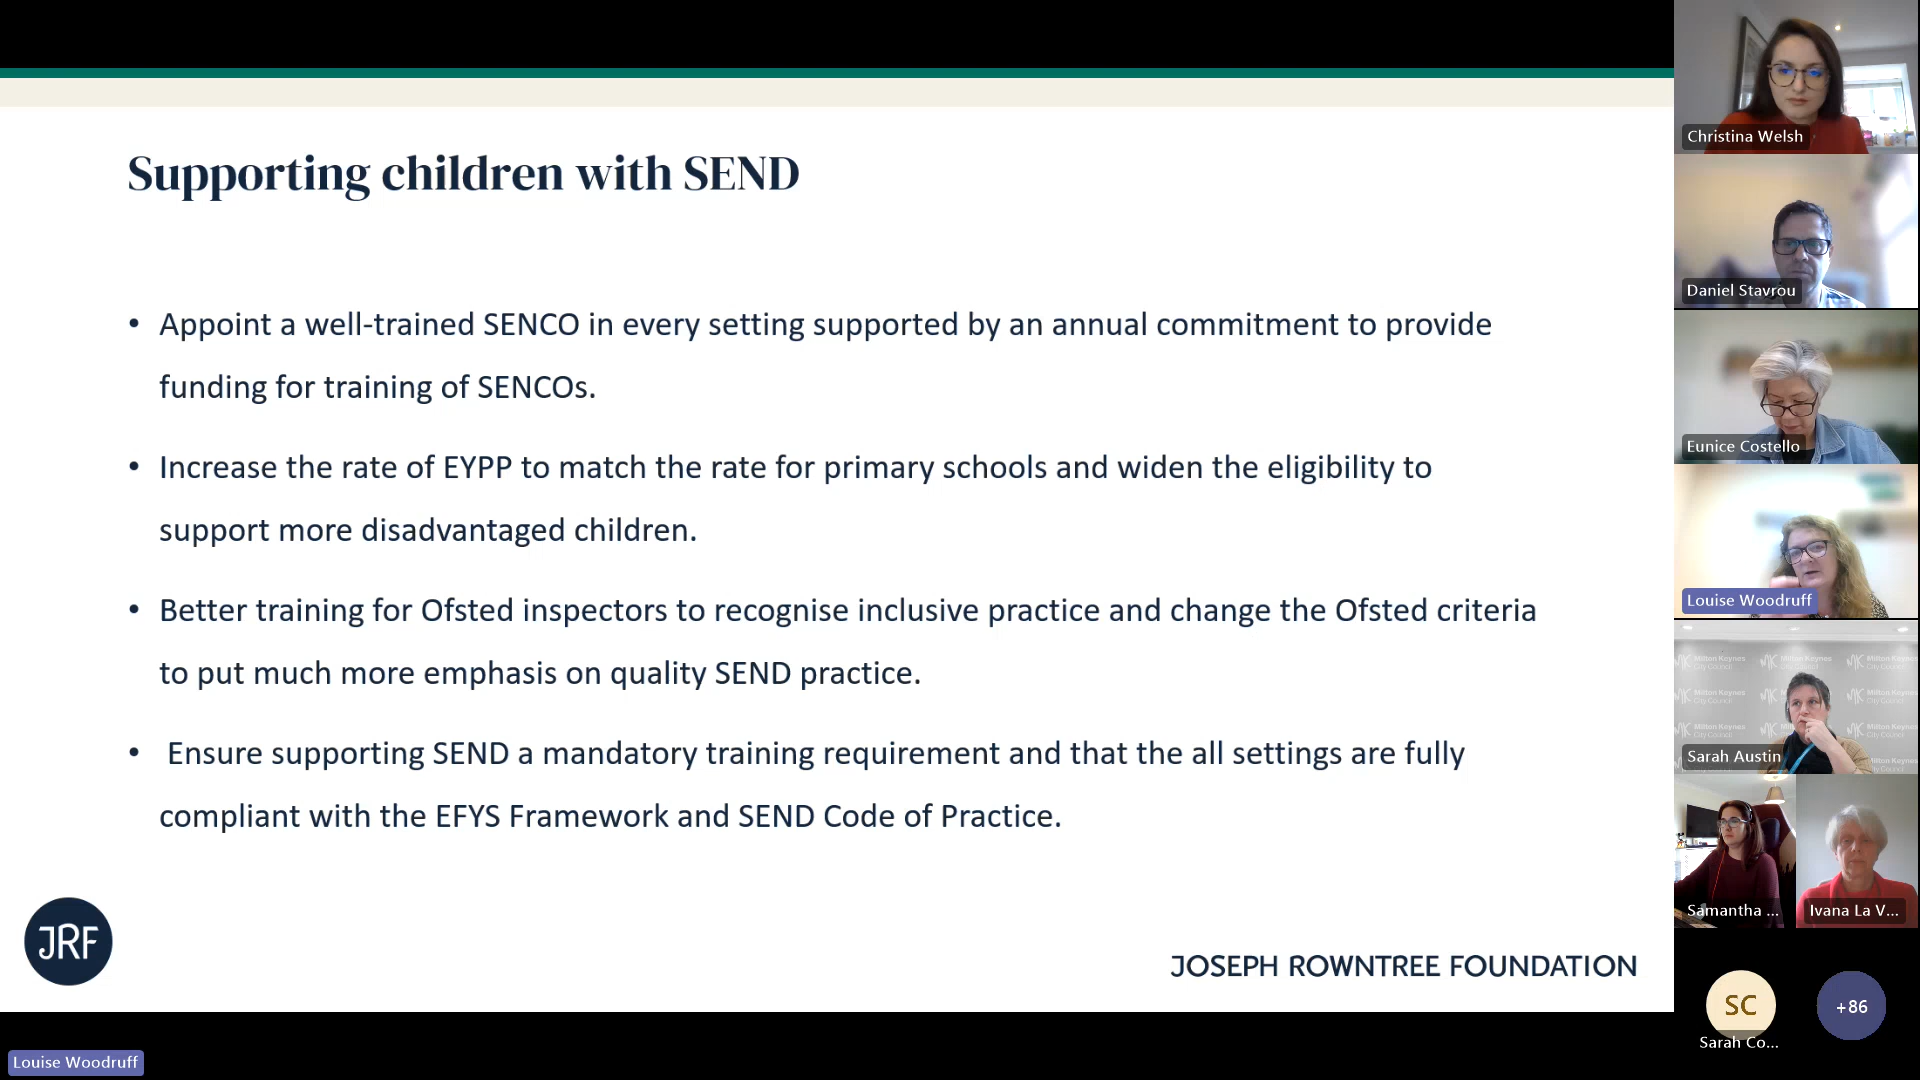 Supporting children with SEND
• Appoint a well-trained SENCO in every setting supported by an annual commitment to provide
funding for training of SENCOs.
• Increase the rate of EYPP to match the rate for primary schools and widen the eligibility to
support more disadvantaged children.
• Better training for Ofsted inspectors to recognise inclusive practice and change the Ofsted criteria
to put much more emphasis on quality SEND practice.
• Ensure supporting SEND a mandatory training requirement and that the all settings are fully
compliant with the EFYS Framework and SEND Code of Practice.
JRF
JOSEPH ROWNTREE FOUNDATION
Louise Woodruff
Christina Welsh
Daniel Stavrou
Eunice Costello
Louise Woodruff
MK Milton Keynes
City Council
Sarah Austin
Samantha ...
Ivana La V...
SC
+86
Sarah Co...